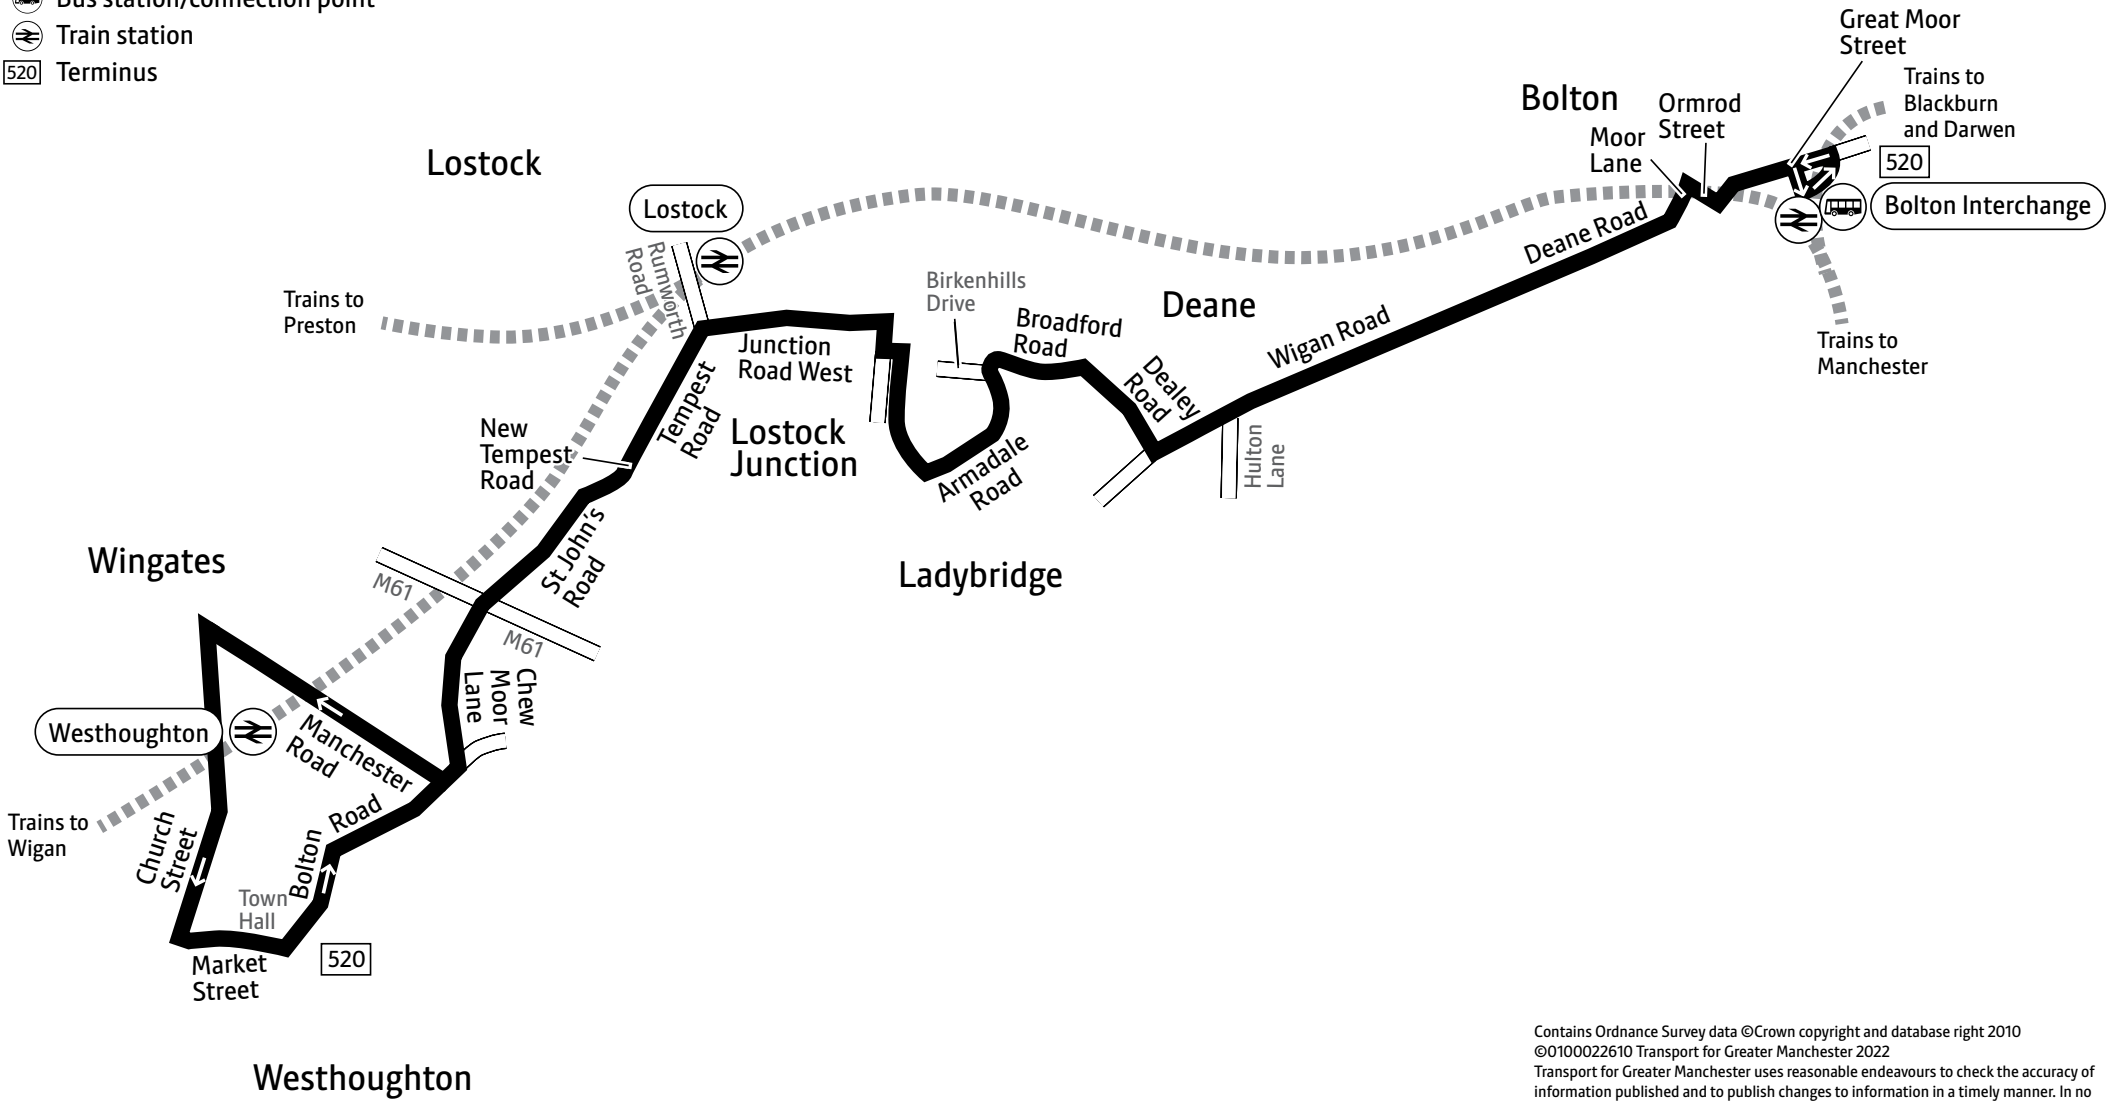 Bus station/connection point
Train station
520 Terminus
Great Moor
Street
Trains to
Blackburn
and Darwen
Bolton
Ormrod
Street
Moor
Lane
520
Bolton Interchange
Lostock
Lostock
Rumworth
Road
Deane Road
Birkenhills
Drive
Deane
Trains to
Preston
Broadford
Road
Wigan Road
Trains to
Manchester
Junction
Road West
Dealey
Road
Tempest
Road
New
Tempest
Road
Lostock
Junction
Armadale
Road
Hulton
Lane
St John's
Road
Wingates
M61
M61
Ladybridge
Chew
Moor
Lane
Westhoughton
Manchester
Road
Trains to
Wigan
Church
Street
Bolton
Road
Town
Hall
Market
Street
520
Westhoughton
Contains Ordnance Survey data ©Crown copyright and database right 2010
©0100022610 Transport for Greater Manchester 2022
Transport for Greater Manchester uses reasonable endeavours to check the accuracy of
information published and to publish changes to information in a timely manner. In no